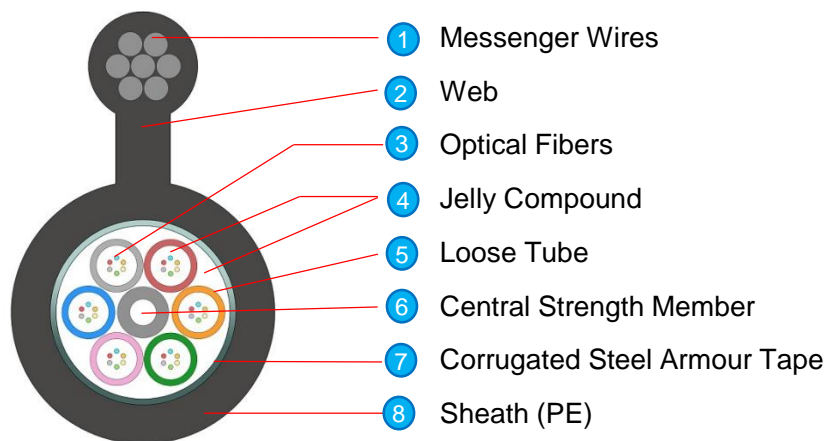 1 Messenger Wires
2 Web
3 Optical Fibers
4 Jelly Compound
5 Loose Tube
6 Central Strength Member
7 Corrugated Steel Armour Tape
8 Sheath (PE)